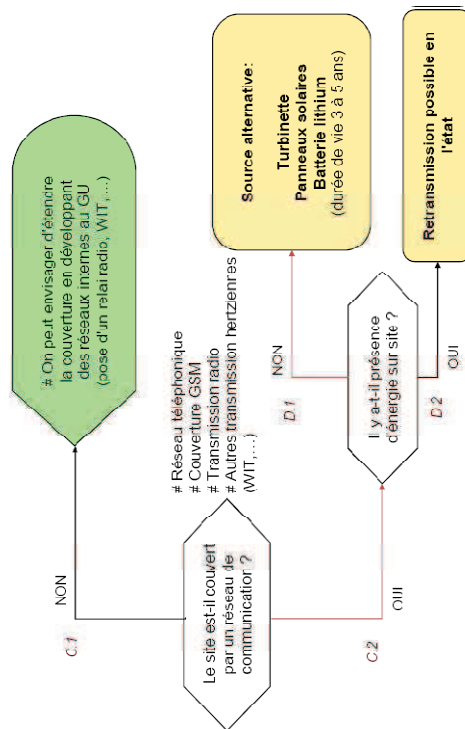 Le site est-il couvert
par un réseau de
communication ?
# Réseau téléphonique
# Couverture GSM
# Transmission radio
# Autres transmission hertziennres
(WIT,…)
C.1
NON
# On peut envisager d'étendre
la couverture en développant
des réseaux internes au GU
(pose d'un relai radio, WIT,…)
C.2
OUI
Il y a-t-il présence
d'énergie sur site ?
D.1
NON
Source alternative:
Turbinette
Panneaux solaires
Batterie lithium
(durée de vie 3 à 5 ans)
D.2
OUI
Retransmission possible en
l'état